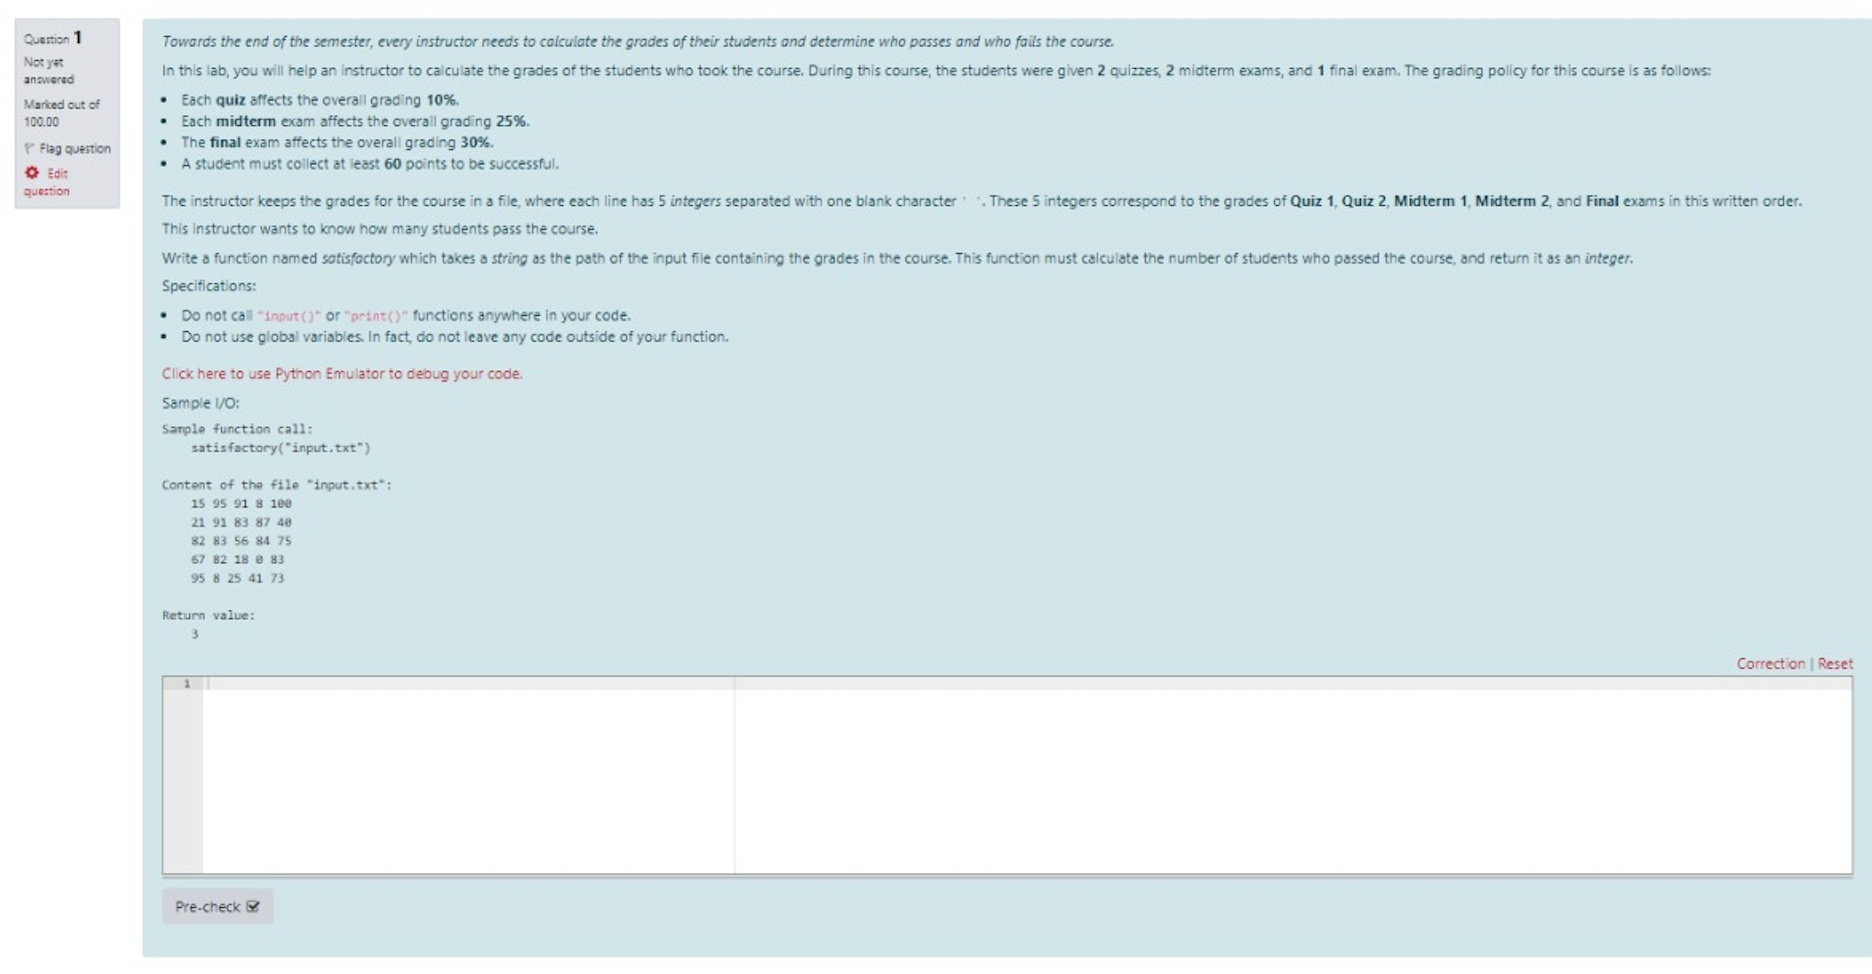 Question 1
Not yet
answered
Marked out of
100.00
Flag question
Edit
question
Towards the end of the semester, every instructor needs to calculate the grades of their students and determine who passes and who fails the course.
In this lab, you will help an instructor to calculate the grades of the students who took the course. During this course, the students were given 2 quizzes, 2 midterm exams, and 1 final exam. The grading policy for this course is as follows:
• Each quiz affects the overall grading 10%.
• Each midterm exam affects the overall grading 25%.
• The final exam affects the overall grading 30%.
• A student must collect at least 60 points to be successful.
The instructor keeps the grades for the course in a file, where each line has 5 integers separated with one blank character ' '. These 5 integers correspond to the grades of Quiz 1, Quiz 2, Midterm 1, Midterm 2, and Final exams in this written order.
This instructor wants to know how many students pass the course.
Write a function named satisfactory which takes a string as the path of the input file containing the grades in the course. This function must calculate the number of students who passed the course, and return it as an integer.
Specifications:
• Do not call "input()" or "print()" functions anywhere in your code.
• Do not use global variables. In fact, do not leave any code outside of your function.
Click here to use Python Emulator to debug your code.
Sample I/O:
Sample function call:
satisfactory("input.txt")
Content of the file "input.txt":
15 95 91 8 100
21 91 83 87 40
82 83 56 84 75
67 82 18 0 83
95 8 25 41 73
Return value:
3
Correction | Reset
1
Pre-check